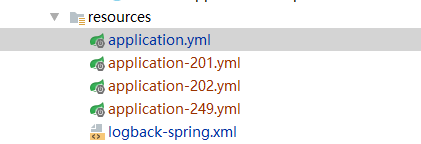 resources
application.yml
application-201.yml
application-202.yml
application-249.yml
logback-spring.xml